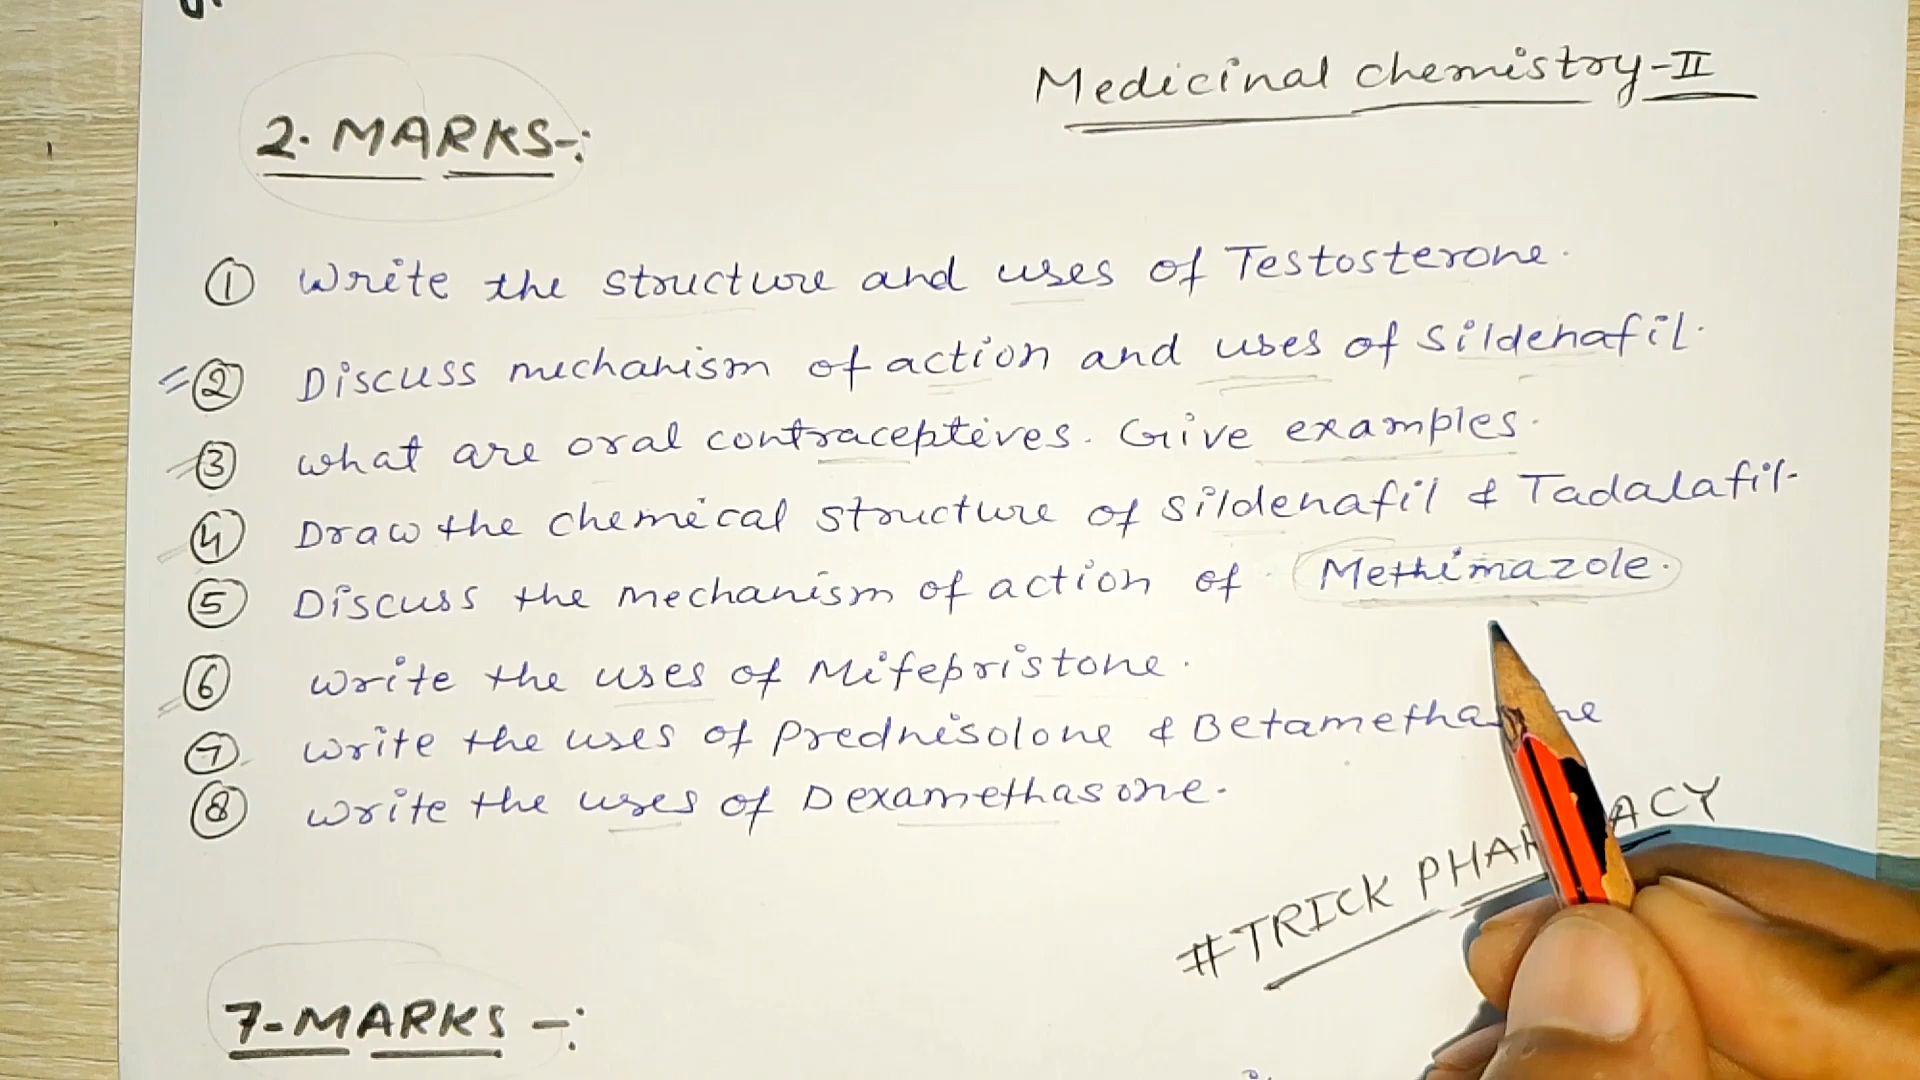 Medicinal chemistry-II
2. MARKS-:
① Write the structure and uses of Testosterone.
② Discuss mechanism of action and uses of Sildenafil.
③ What are oral contraceptives. Give examples.
④ Draw the chemical structure of Sildenafil & Tadalafil.
⑤ Discuss the mechanism of action of Methimazole.
⑥ Write the uses of Mifepristone.
⑦ Write the uses of Prednisolone &
⑧ Write the uses of Dexamethasone.
#TRICK
7-MARKS -: